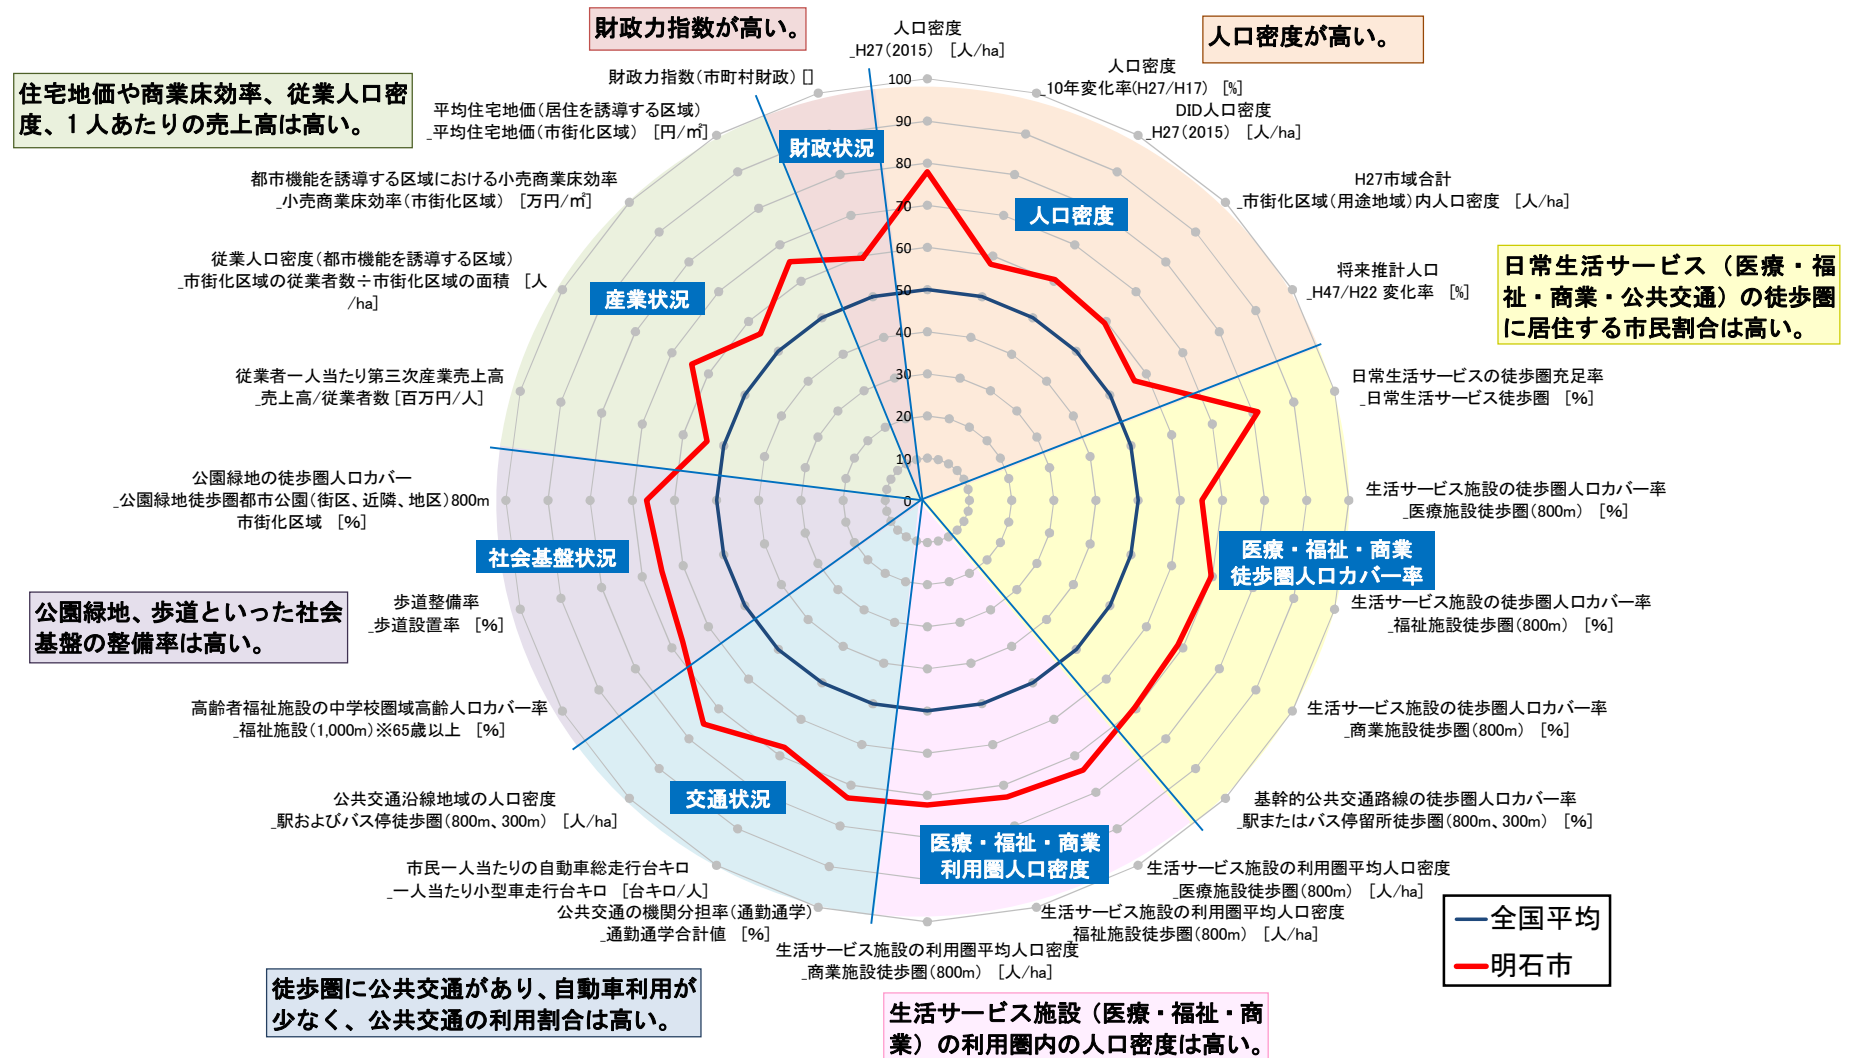 財政力指数が高い。
人口密度が高い。
住宅地価や商業床効率、従業人口密
度、1人あたりの売上高は高い。
日常生活サービス（医療・福
祉・商業・公共交通）の徒歩圏
に居住する市民割合は高い。
公園緑地、歩道といった社会
基盤の整備率は高い。
徒歩圏に公共交通があり、自動車利用が
少なく、公共交通の利用割合は高い。
生活サービス施設（医療・福祉・商
業）の利用圏内の人口密度は高い。
人口密度
_H27(2015) [人/ha]
人口密度
_10年変化率(H27/H17) [%]
DID人口密度
_H27(2015) [人/ha]
H27市域合計
_市街化区域(用途地域)内人口密度 [人/ha]
将来推計人口
_H47/H22 変化率 [%]
日常生活サービスの徒歩圏充足率
_日常生活サービス徒歩圏 [%]
生活サービス施設の徒歩圏人口カバー率
_医療施設徒歩圏(800m) [%]
生活サービス施設の徒歩圏人口カバー率
_福祉施設徒歩圏(800m) [%]
生活サービス施設の徒歩圏人口カバー率
_商業施設徒歩圏(800m) [%]
基幹的公共交通路線の徒歩圏人口カバー率
_駅またはバス停留所徒歩圏(800m、300m) [%]
生活サービス施設の利用圏平均人口密度
_医療施設徒歩圏(800m) [人/ha]
生活サービス施設の利用圏平均人口密度
_福祉施設徒歩圏(800m) [人/ha]
生活サービス施設の利用圏平均人口密度
_商業施設徒歩圏(800m) [人/ha]
公共交通の機関分担率(通勤通学)
_通勤通学合計値 [%]
市民一人当たりの自動車総走行台キロ
_一人当たり小型車走行台キロ [台キロ/人]
公共交通沿線地域の人口密度
_駅およびバス停徒歩圏(800m、300m) [人/ha]
高齢者福祉施設の中学校圏域高齢人口カバー率
_福祉施設(1,000m)※65歳以上 [%]
歩道整備率
_歩道設置率 [%]
公園緑地の徒歩圏人口カバー
_公園緑地徒歩圏都市公園(街区、近隣、地区)800m
市街化区域 [%]
従業者一人当たり第三次産業売上高
_売上高/従業者数 [百万円/人]
従業人口密度(都市機能を誘導する区域)
_市街化区域の従業者数÷市街化区域の面積 [人
/ha]
都市機能を誘導する区域における小売商業床効率
_小売商業床効率(市街化区域) [万円/㎡]
平均住宅地価(居住を誘導する区域)
_平均住宅地価(市街化区域) [円/㎡]
財政力指数(市町村財政) []
100
90
80
70
60
50
40
30
20
10
0
財政状況
人口密度
産業状況
社会基盤状況
交通状況
医療・福祉・商業
徒歩圏人口カバー率
医療・福祉・商業
利用圏人口密度
全国平均
明石市